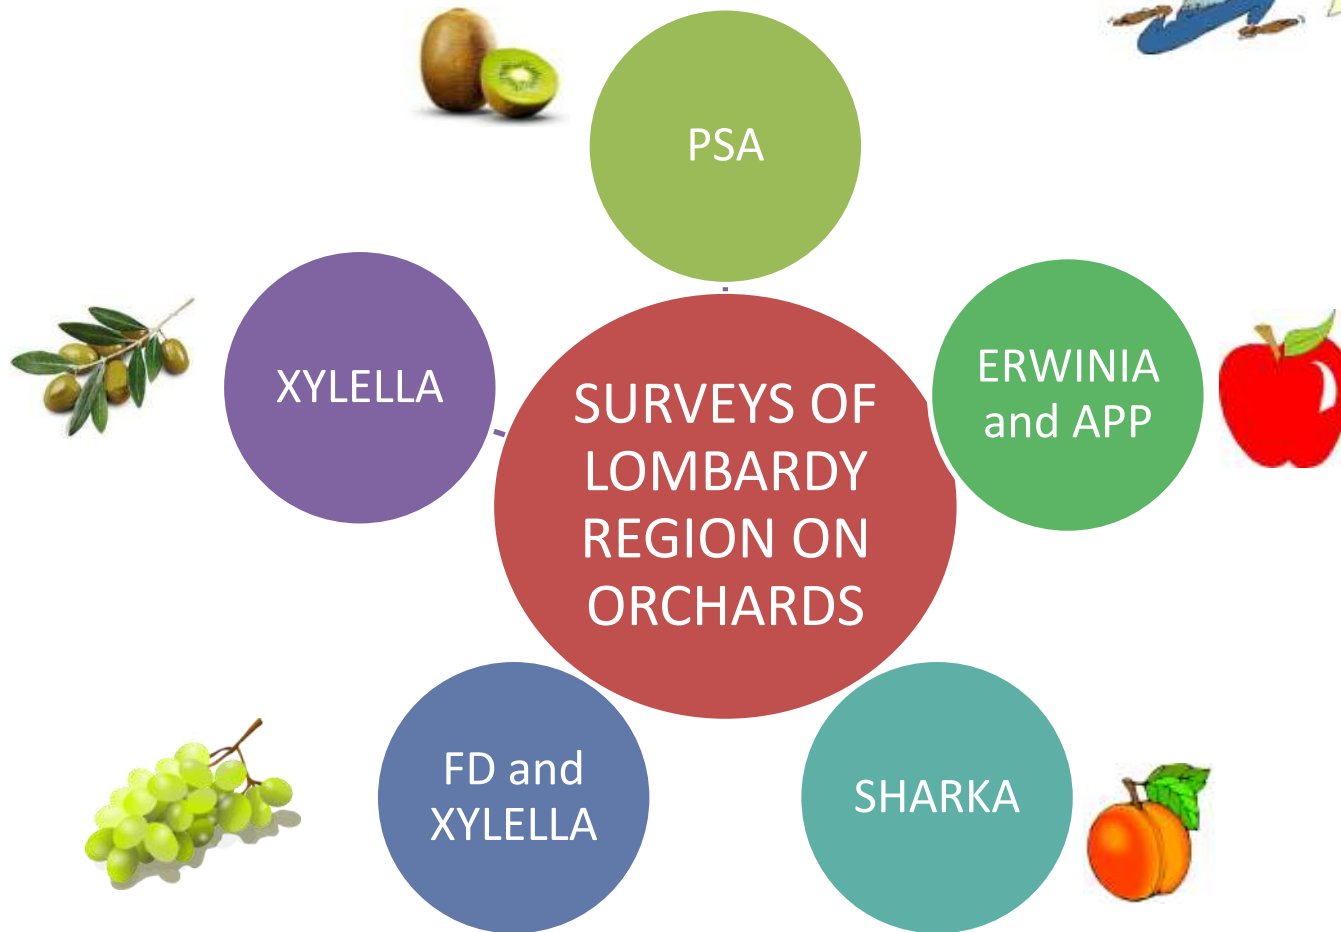 PSA
XYLELLA
ERWINIA
and APP
SURVEYS OF
LOMBARDY
REGION ON
ORCHARDS
FD and
XYLELLA
SHARKA